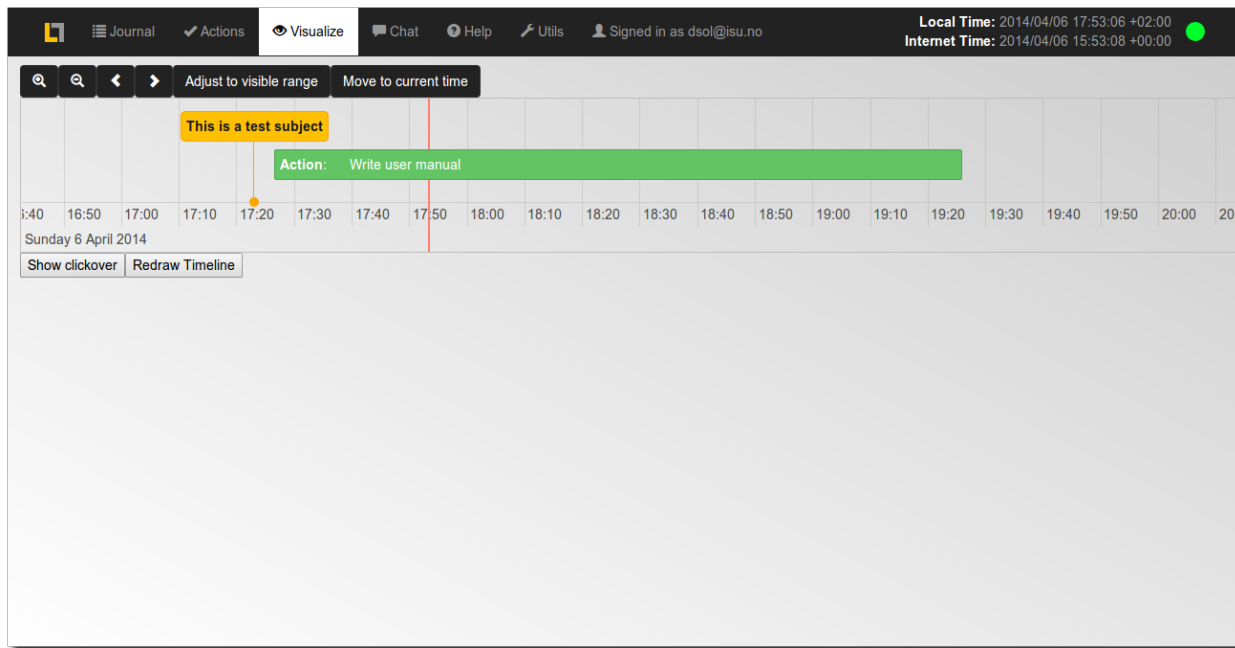 Journal Actions Visualize Chat Help Utils Signed in as dsol@isu.no
Local Time: 2014/04/06 17:53:06 +02:00
Internet Time: 2014/04/06 15:53:08 +00:00
Adjust to visible range Move to current time
This is a test subject
Action: Write user manual
:40 16:50 17:00 17:10 17:20 17:30 17:40 17:50 18:00 18:10 18:20 18:30 18:40 18:50 19:00 19:10 19:20 19:30 19:40 19:50 20:00 20
Sunday 6 April 2014
Show clickover Redraw Timeline